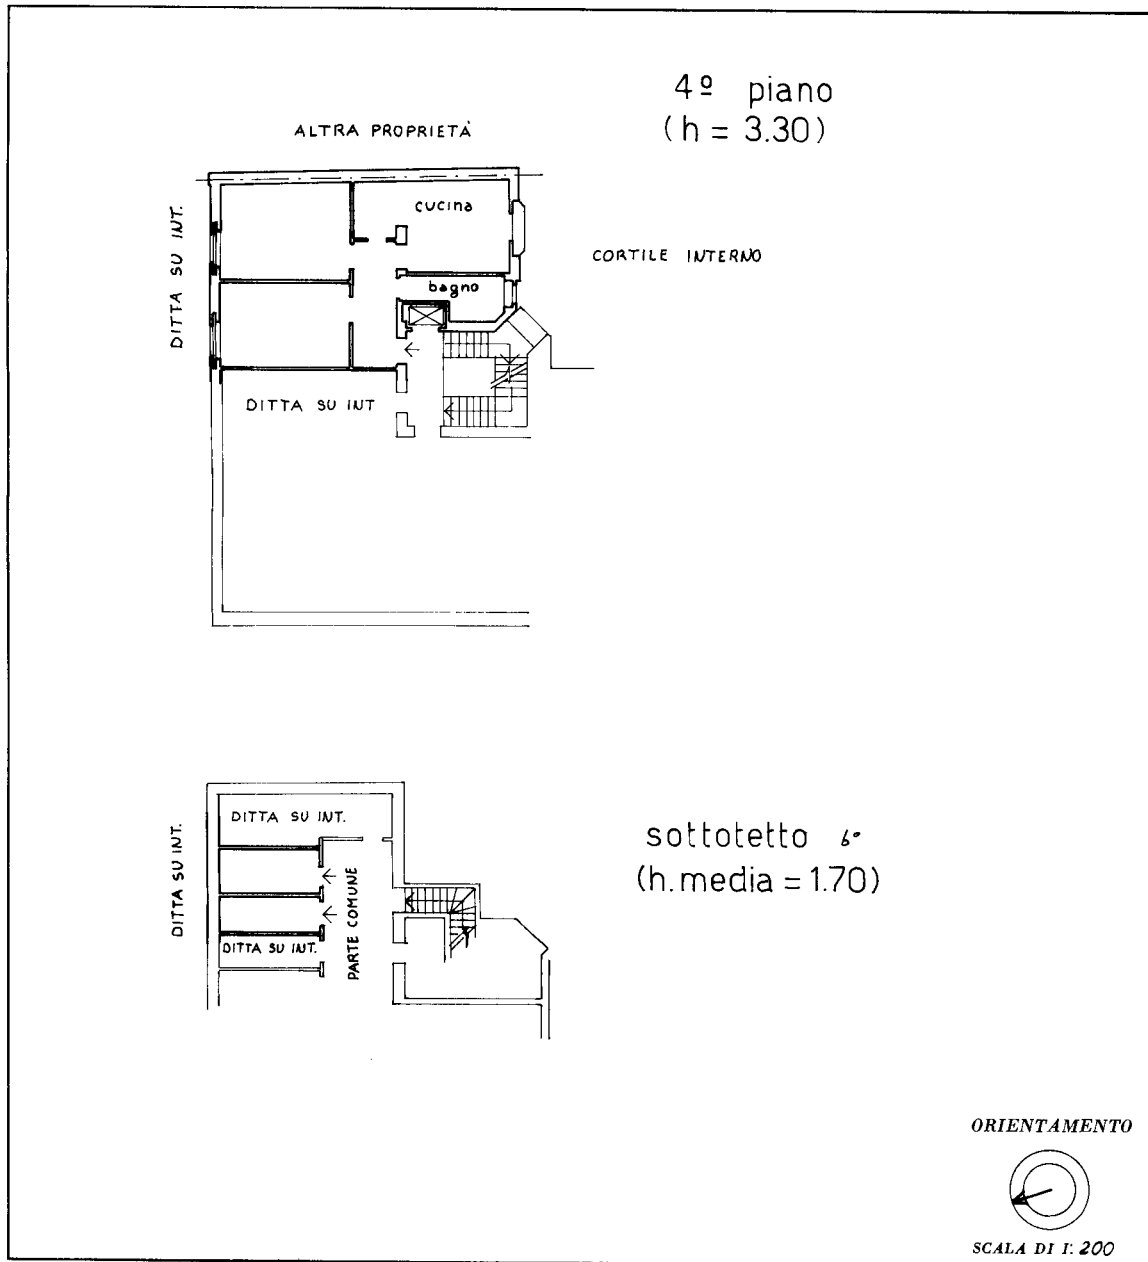 4º piano
(h = 3.30)
ALTRA PROPRIETÀ
DITTA SU INT.
cucina
CORTILE INTERNO
bagno
DITTA SU INT
DITTA SU INT.
DITTA SU INT.
PARTE COMUNE
DITTA SU INT.
sottotetto 6º
(h.media = 1.70)
ORIENTAMENTO
SCALA DI 1: 200